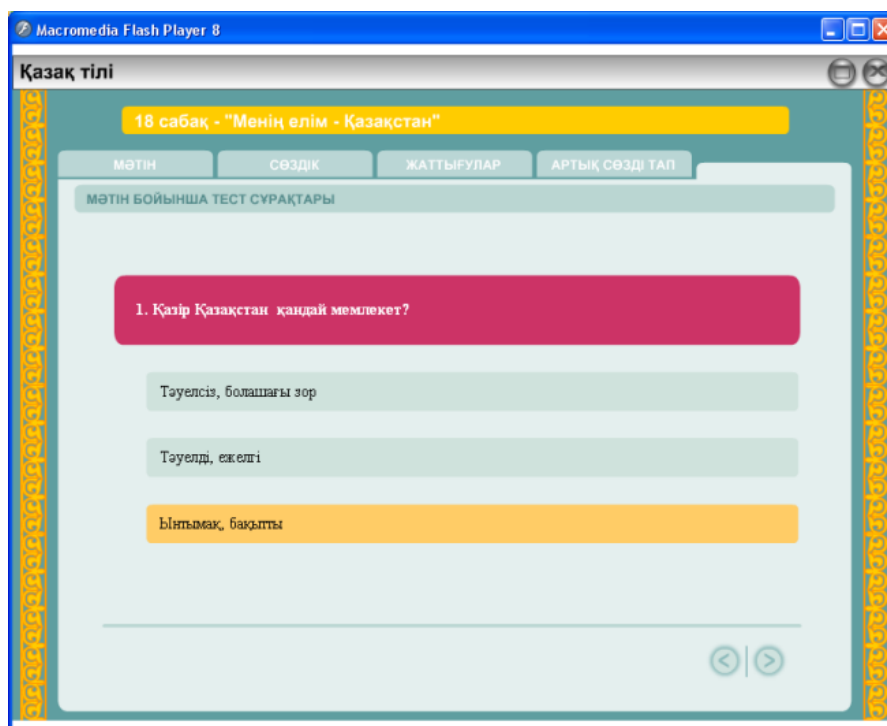 Macromedia Flash Player 8
Қазақ тілі
18 сабақ - "Менің елім - Қазақстан"
МӘТІН СӨЗДІК ЖАТТЫҒУЛАР АРТЫҚ СӨЗДІ ТАП
МӘТІН БОЙЫНША ТЕСТ СҰРАҚТАРЫ
1. Қазір Қазақстан қандай мемлекет?
Тәуелсіз, болашағы зор
Тәуелді, ежелгі
Ынтымақ, бақытты